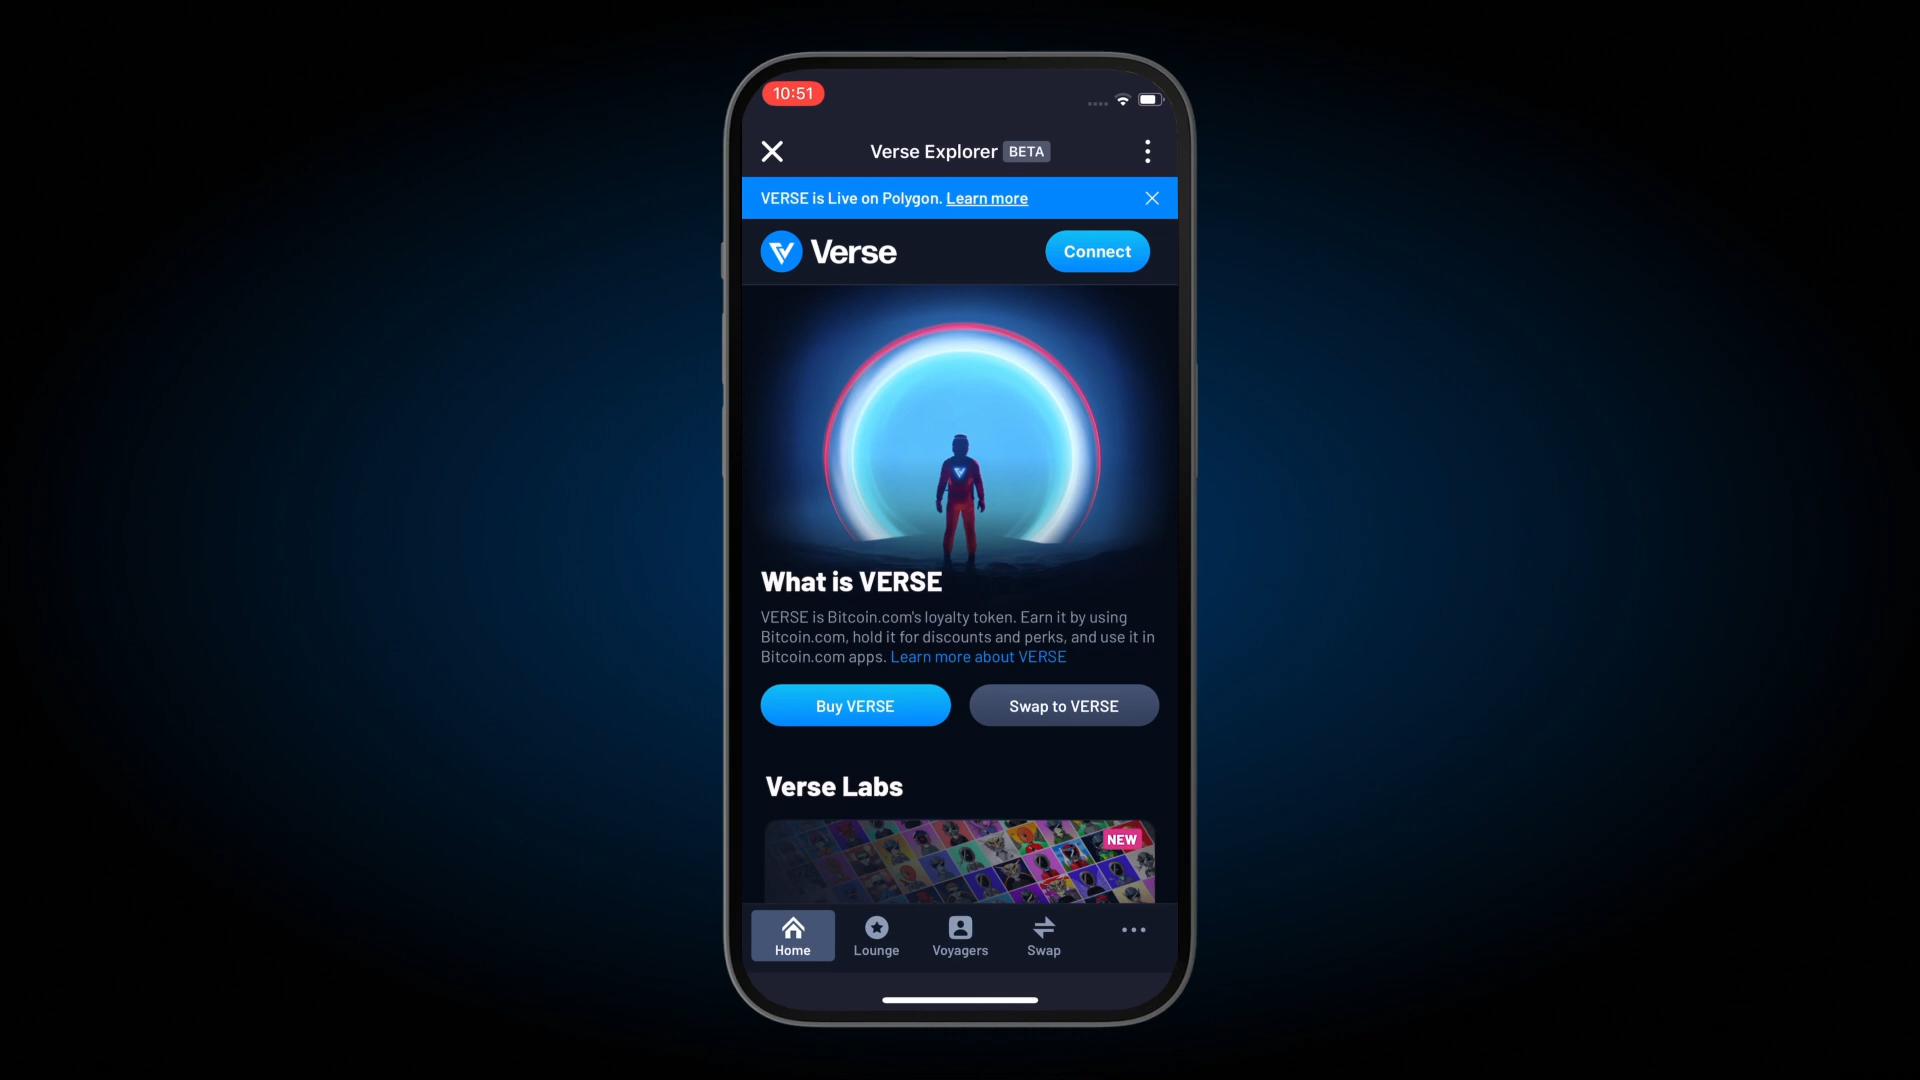 10:51
Verse Explorer BETA
VERSE is Live on Polygon. Learn more
Verse
Connect
What is VERSE
VERSE is Bitcoin.com's loyalty token. Earn it by using
Bitcoin.com, hold it for discounts and perks, and use it in
Bitcoin.com apps. Learn more about VERSE
Buy VERSE
Swap to VERSE
Verse Labs
NEW
Home
Lounge
Voyagers
Swap